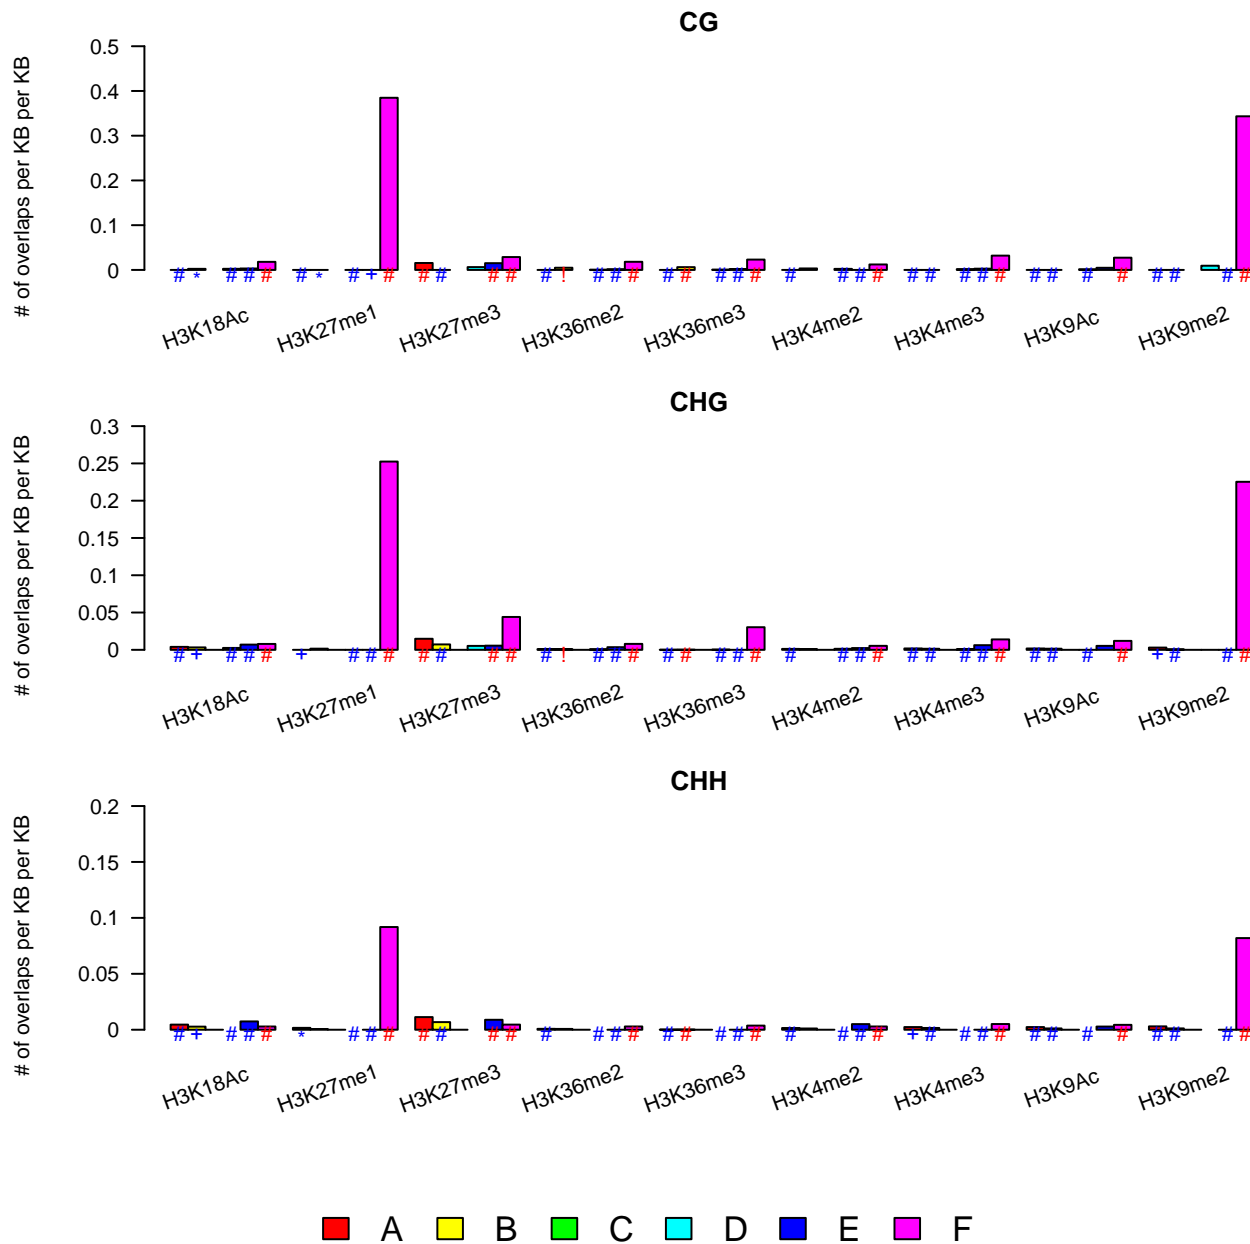 CG
# of overlaps per KB per KB
0.5
0.4
0.3
0.2
0.1
0
# * # # # # * # + # # # # # # ! # # # # # # # # # # # # # # # # # # # # # # # #
H3K18Ac H3K27me1 H3K27me3 H3K36me2 H3K36me3 H3K4me2 H3K4me3 H3K9Ac H3K9me2
CHG
# of overlaps per KB per KB
0.3
0.25
0.2
0.15
0.1
0.05
0
# + # # # + # # # # # # # # ! # # # # # # # # # # # # # # # # # # # # # + # # #
H3K18Ac H3K27me1 H3K27me3 H3K36me2 H3K36me3 H3K4me2 H3K4me3 H3K9Ac H3K9me2
CHH
# of overlaps per KB per KB
0.2
0.15
0.1
0.05
0
# + # # # * # # # # # # # # # # # # # # # # # # # # # + # # # # # # # # # # #
H3K18Ac H3K27me1 H3K27me3 H3K36me2 H3K36me3 H3K4me2 H3K4me3 H3K9Ac H3K9me2
A B C D E F